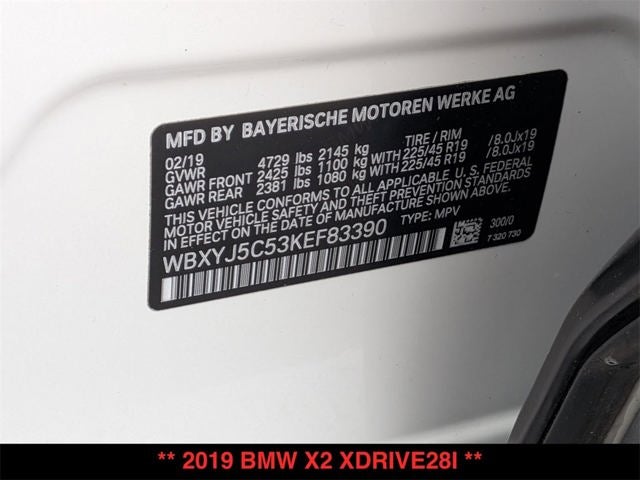 MFD BY BAYERISCHE MOTOREN WERKE AG
02/19 TIRE / RIM
GVWR 4729 lbs 2145 kg
GAWR FRONT 2425 lbs 1100 kg WITH 225/45 R19 /8.0Jx19
GAWR REAR 2381 lbs 1080 kg WITH 225/45 R19 /8.0Jx19
THIS VEHICLE CONFORMS TO ALL APPLICABLE U. S. FEDERAL
MOTOR VEHICLE SAFETY AND THEFT PREVENTION STANDARDS
IN EFFECT ON THE DATE OF MANUFACTURE SHOWN ABOVE.
WBXYJ5C53KEF83390 TYPE: MPV 300/0
7 320 730
** 2019 BMW X2 XDRIVE28I **